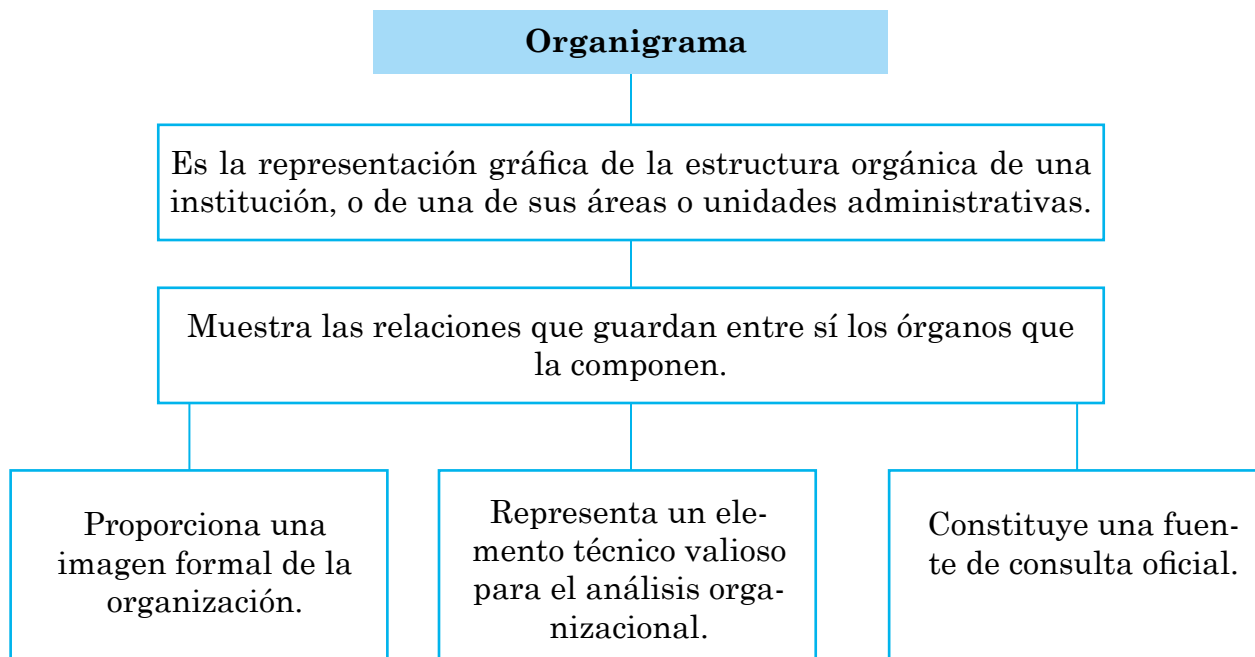 Organigrama
Es la representación gráfica de la estructura orgánica de una
institución, o de una de sus áreas o unidades administrativas.
Muestra las relaciones que guardan entre sí los órganos que
la componen.
Proporciona una
imagen formal de la
organización.
Representa un ele-
mento técnico valioso
para el análisis orga-
nizacional.
Constituye una fuen-
te de consulta oficial.